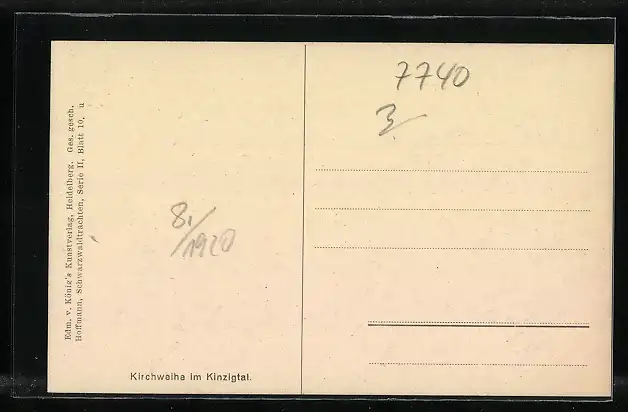 Edm. v. König's Kunstverlag, Heidelberg. Ges. gesch.
Hoffmann, Schwarzwaldtrachten, Serie II, Blatt 10. u
8./1920
Kirchweihe im Kinzigtal.
7740
3